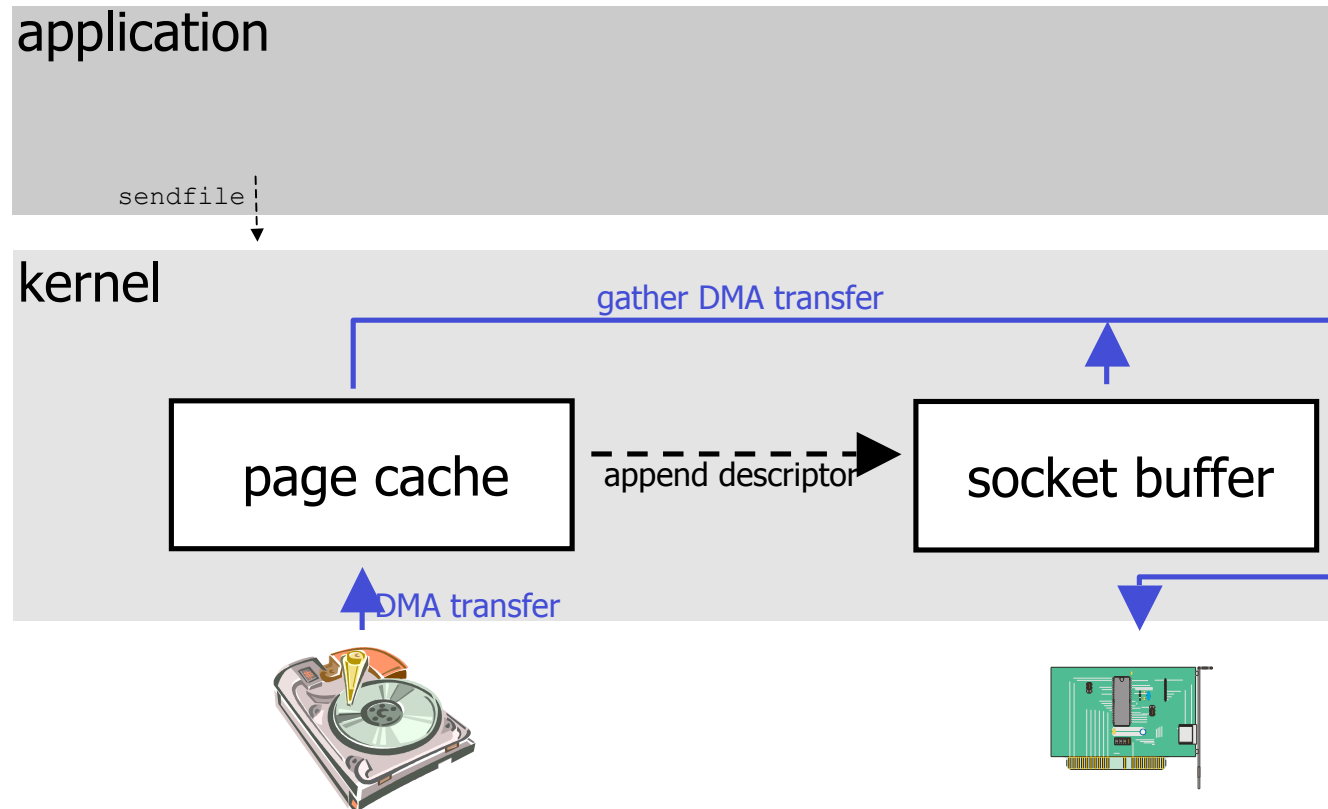 application
sendfile
kernel
gather DMA transfer
page cache
append descriptor
socket buffer
DMA transfer